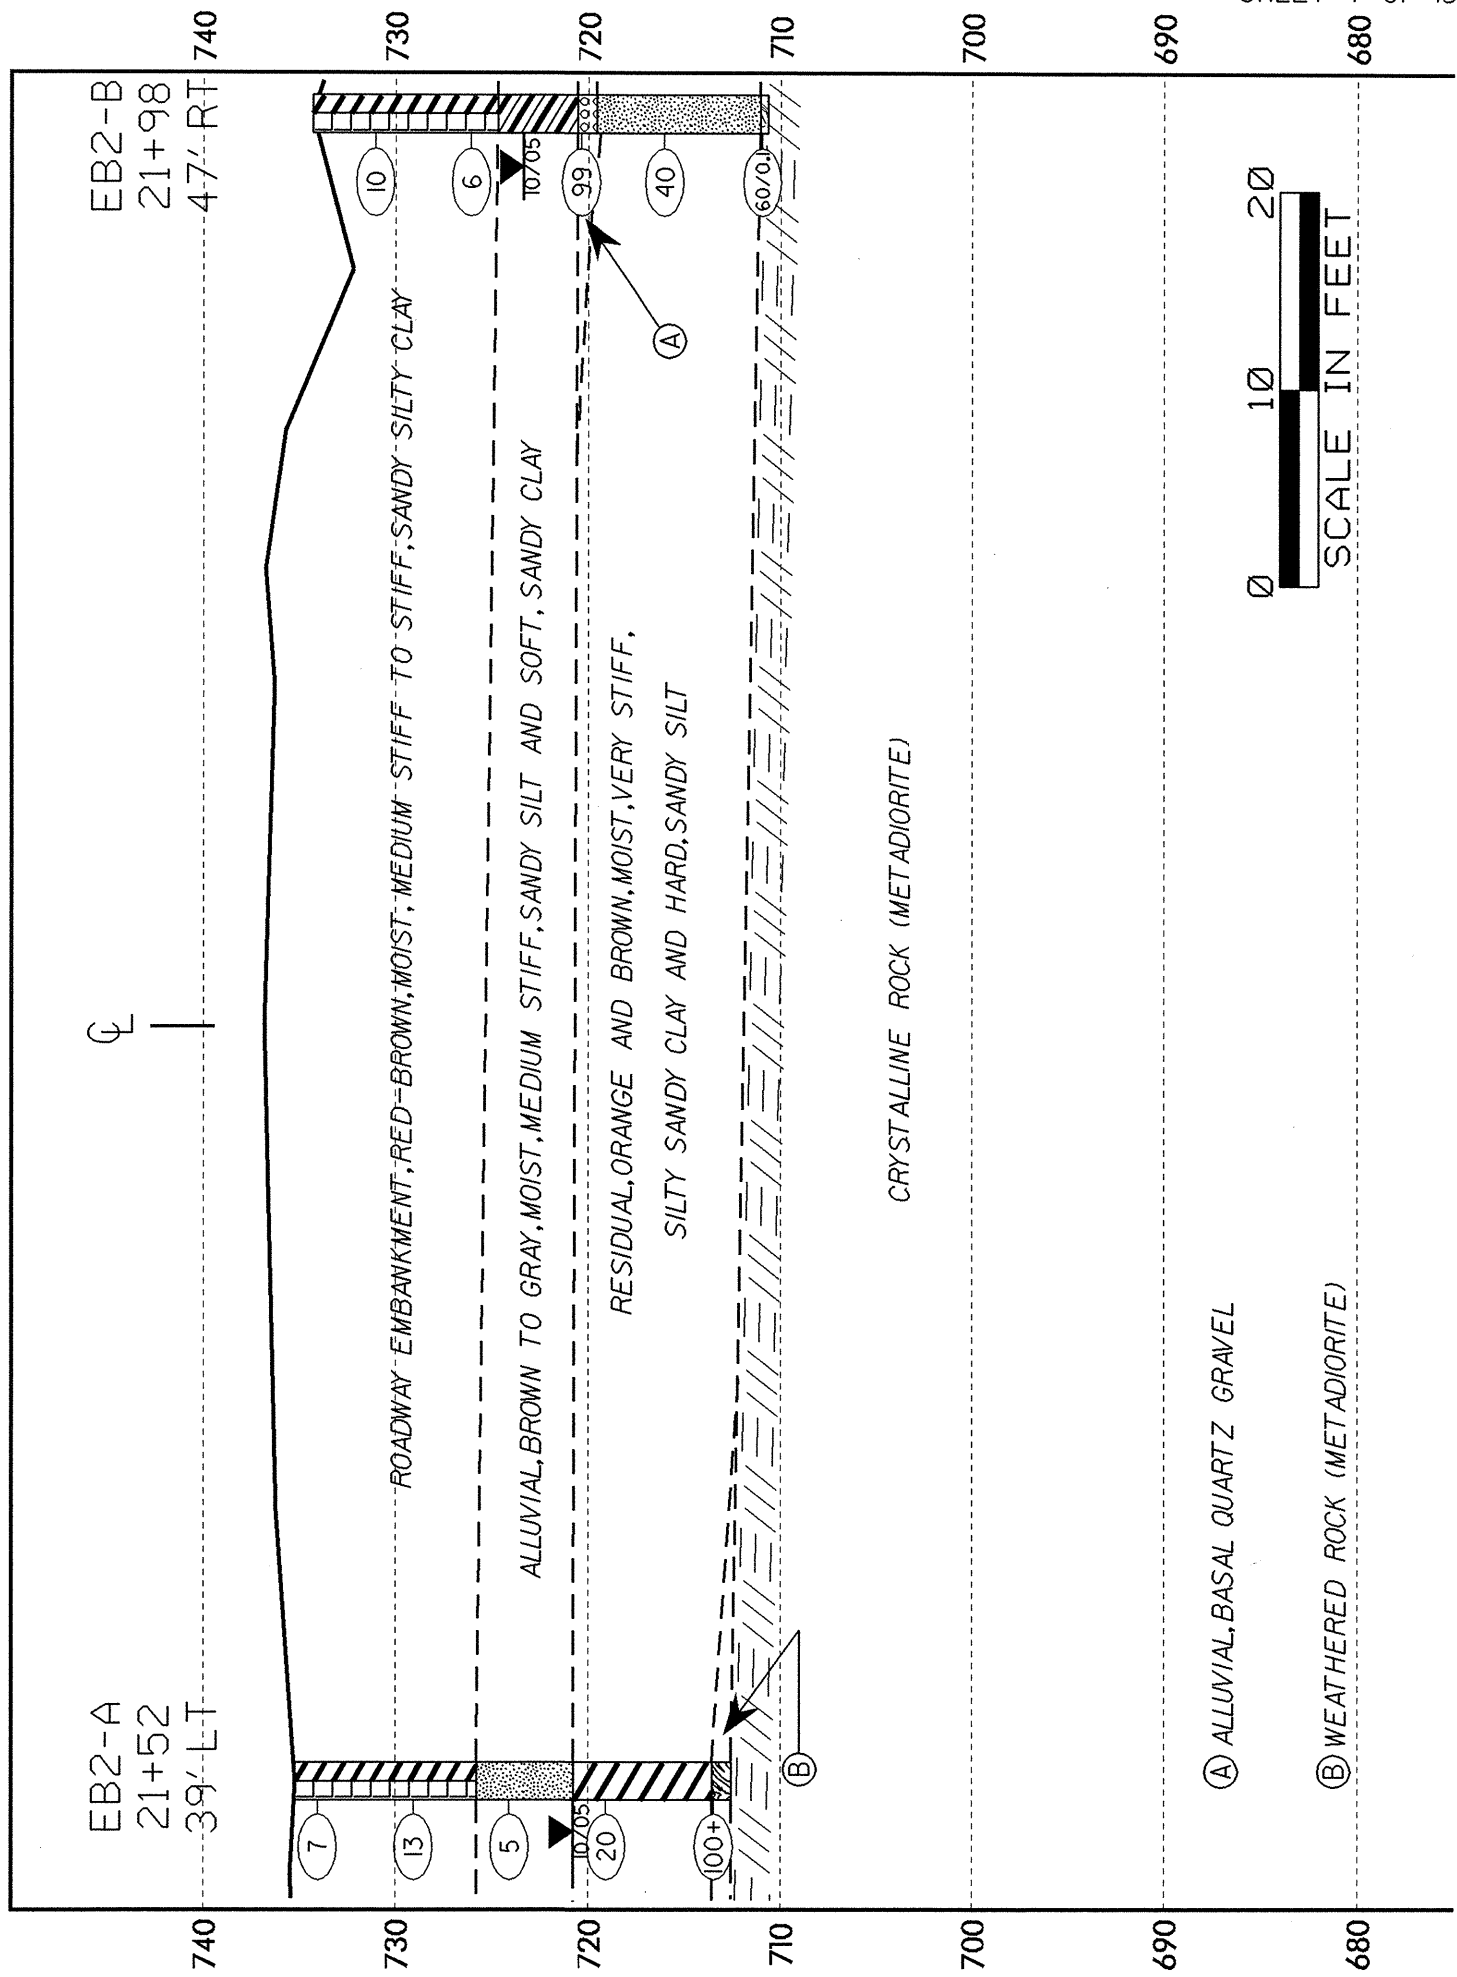 EB2-A
21+52
39' LT
EB2-B
21+98
47' RT
CL
740
740
730
730
720
720
710
710
700
700
690
690
680
680
7
13
5
10/05
20
100+
10
6
10/05
99
40
60/0.1
ROADWAY EMBANKMENT, RED-BROWN, MOIST, MEDIUM STIFF TO STIFF, SANDY SILTY CLAY
ALLUVIAL, BROWN TO GRAY, MOIST, MEDIUM STIFF, SANDY SILT AND SOFT, SANDY CLAY
A
RESIDUAL, ORANGE AND BROWN, MOIST, VERY STIFF,
SILTY SANDY CLAY AND HARD, SANDY SILT
B
CRYSTALLINE ROCK (METADIORITE)
A ALLUVIAL, BASAL QUARTZ GRAVEL
B WEATHERED ROCK (METADIORITE)
0 10 20
SCALE IN FEET